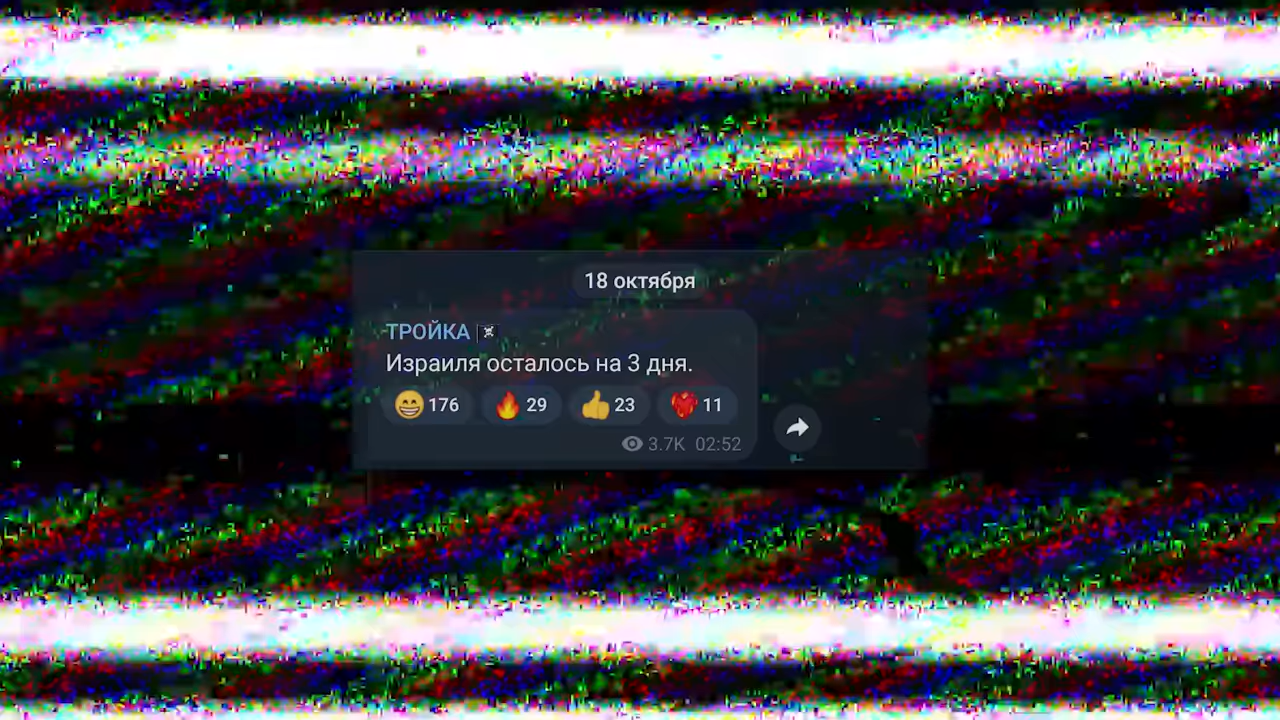 18 октября
ТРОЙКА
Израиля осталось на 3 дня.
176 29 23 11
3.7K 02:52